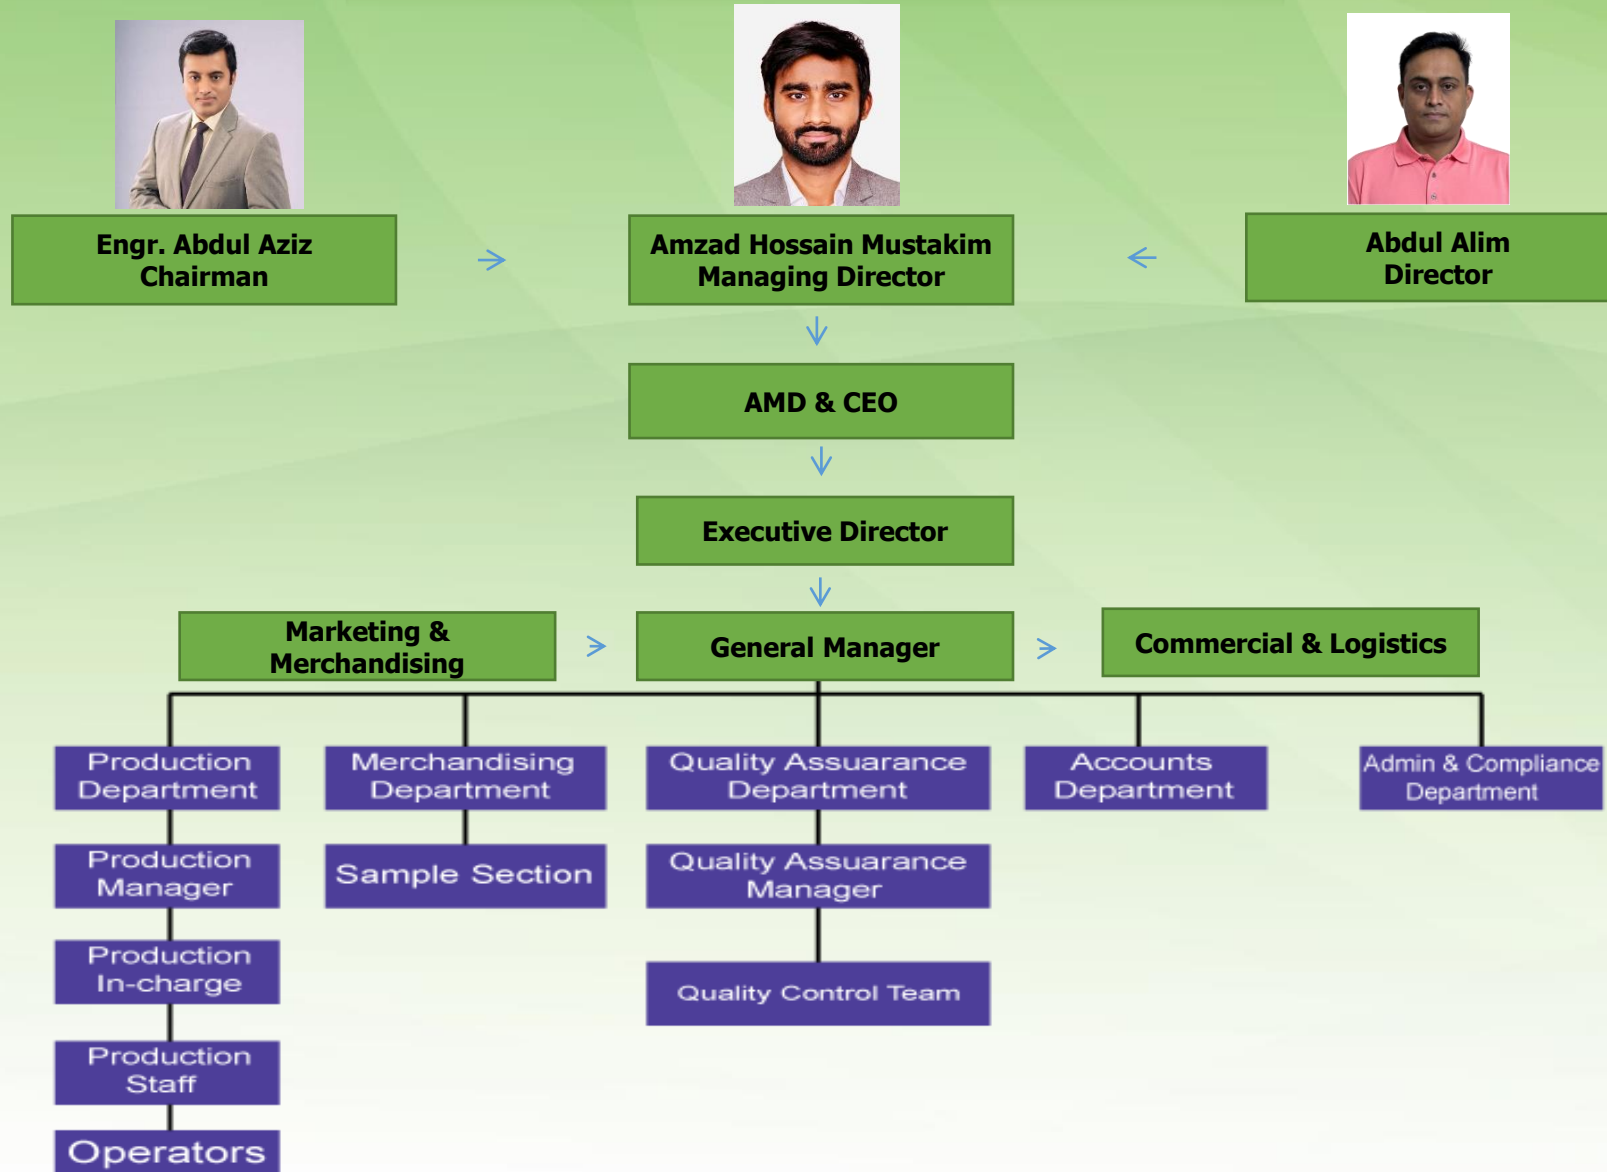 Engr. Abdul Aziz
Chairman
Amzad Hossain Mustakim
Managing Director
Abdul Alim
Director
AMD & CEO
Executive Director
Marketing &
Merchandising
General Manager
Commercial & Logistics
Production
Department
Merchandising
Department
Quality Assuarance
Department
Accounts
Department
Admin & Compliance
Department
Production
Manager
Sample Section
Quality Assuarance
Manager
Production
In-charge
Quality Control Team
Production
Staff
Operators